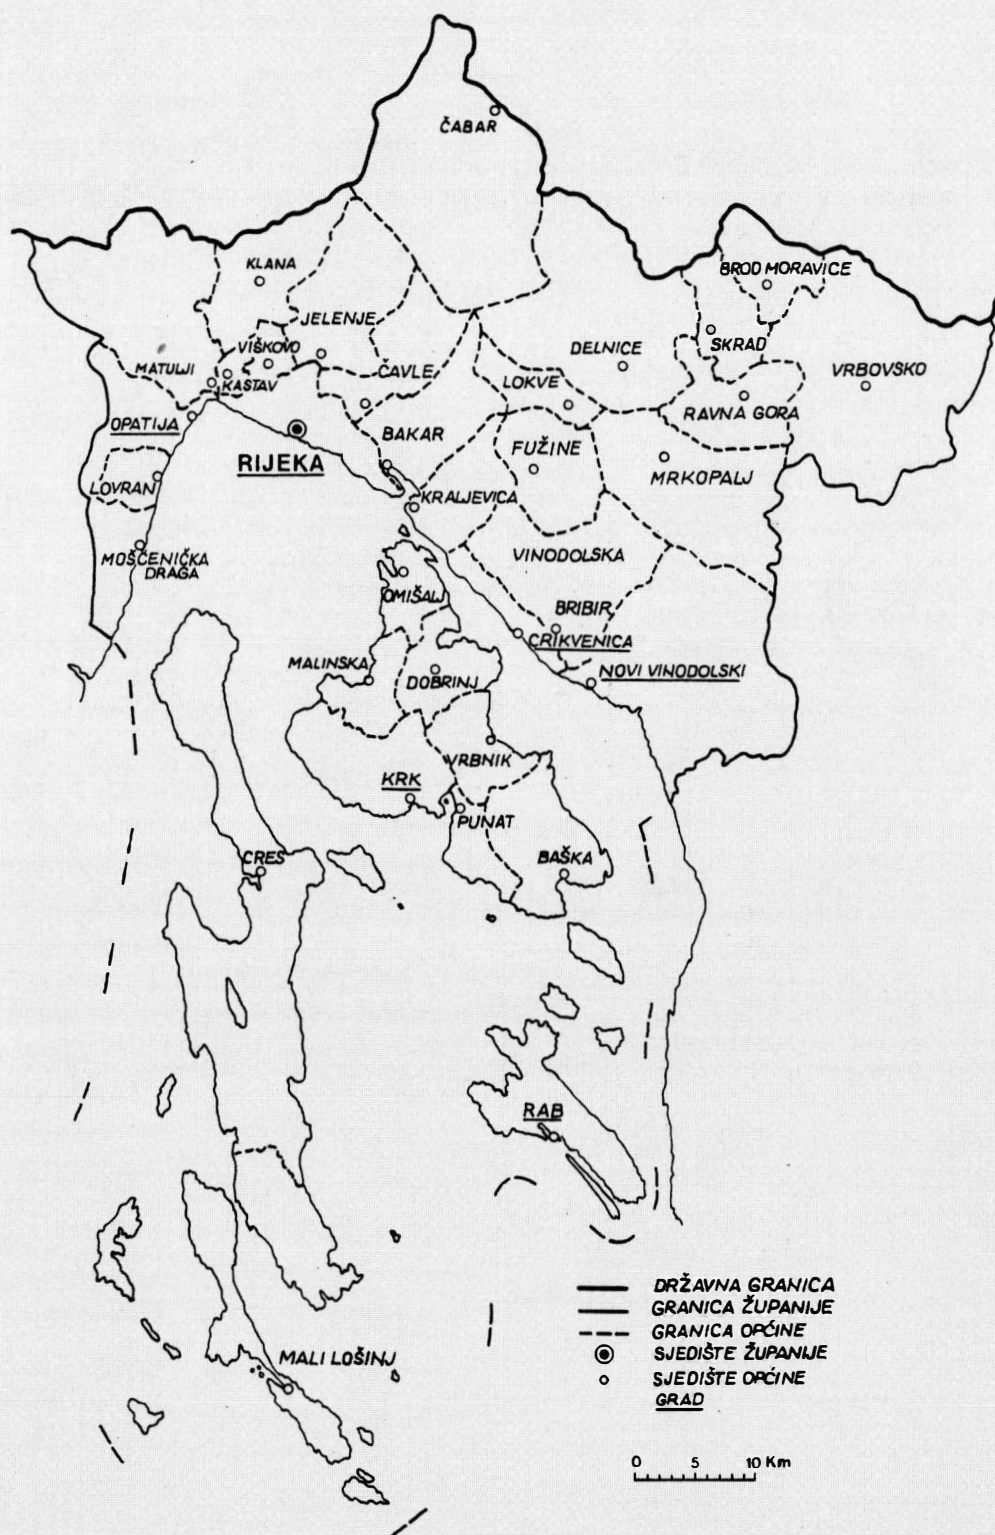 ČABAR
KLANA
BROD MORAVICE
JELENJE
VIŠKOVO
DELNICE
SKRAD
MATULJI
KASTAV
ČAVLE
LOKVE
VRBOVSKO
OPATIJA
RAVNA GORA
BAKAR
FUŽINE
RIJEKA
MRKOPALJ
LOVRAN
KRALJEVICA
MOŠĆENIČKA
DRAGA
VINODOLSKA
OMIŠALJ
BRIBIR
CRIKVENICA
MALINSKA
DOBRINJ
NOVI VINODOLSKI
VRBNIK
KRK
PUNAT
CRES
BAŠKA
RAB
MALI LOŠINJ
DRŽAVNA GRANICA
GRANICA ŽUPANIJE
GRANICA OPĆINE
SJEDIŠTE ŽUPANIJE
SJEDIŠTE OPĆINE
GRAD
0 5 10 Km